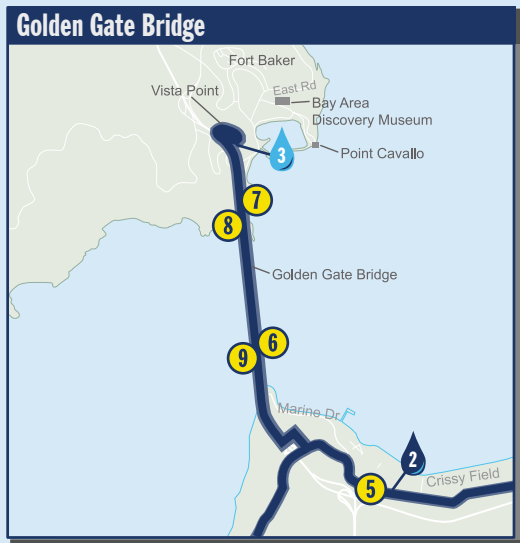 Golden Gate Bridge
Fort Baker
Vista Point
East Rd
Bay Area
Discovery Museum
3
Point Cavallo
7
8
Golden Gate Bridge
6
9
Marine Dr.
2
Crissy Field
5